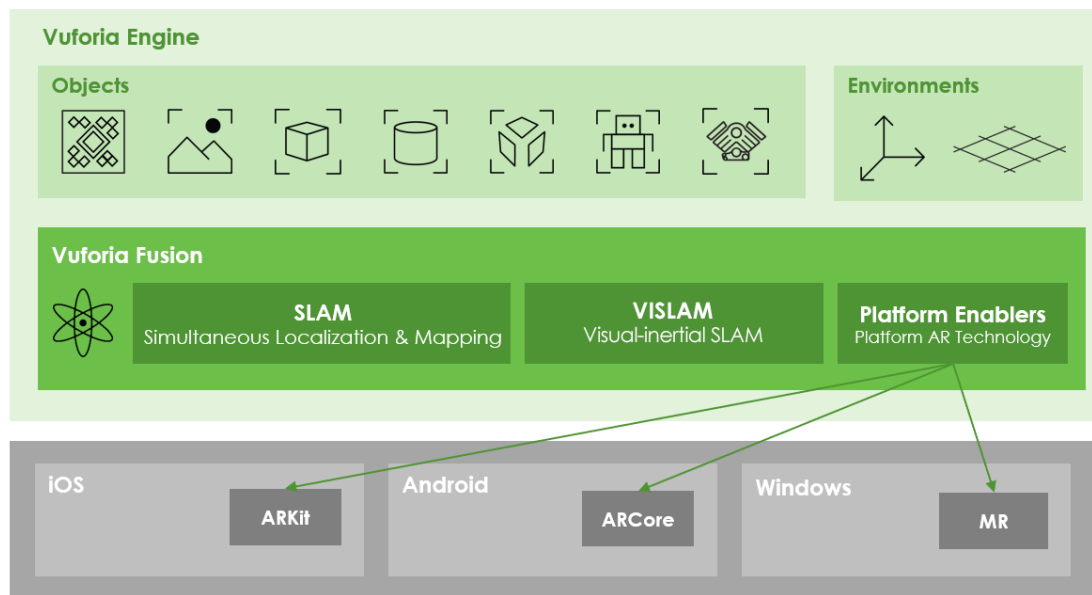 Vuforia Engine
Objects
Environments
Vuforia Fusion
SLAM
Simultaneous Localization & Mapping
VISLAM
Visual-inertial SLAM
Platform Enablers
Platform AR Technology
iOS
ARKit
Android
ARCore
Windows
MR